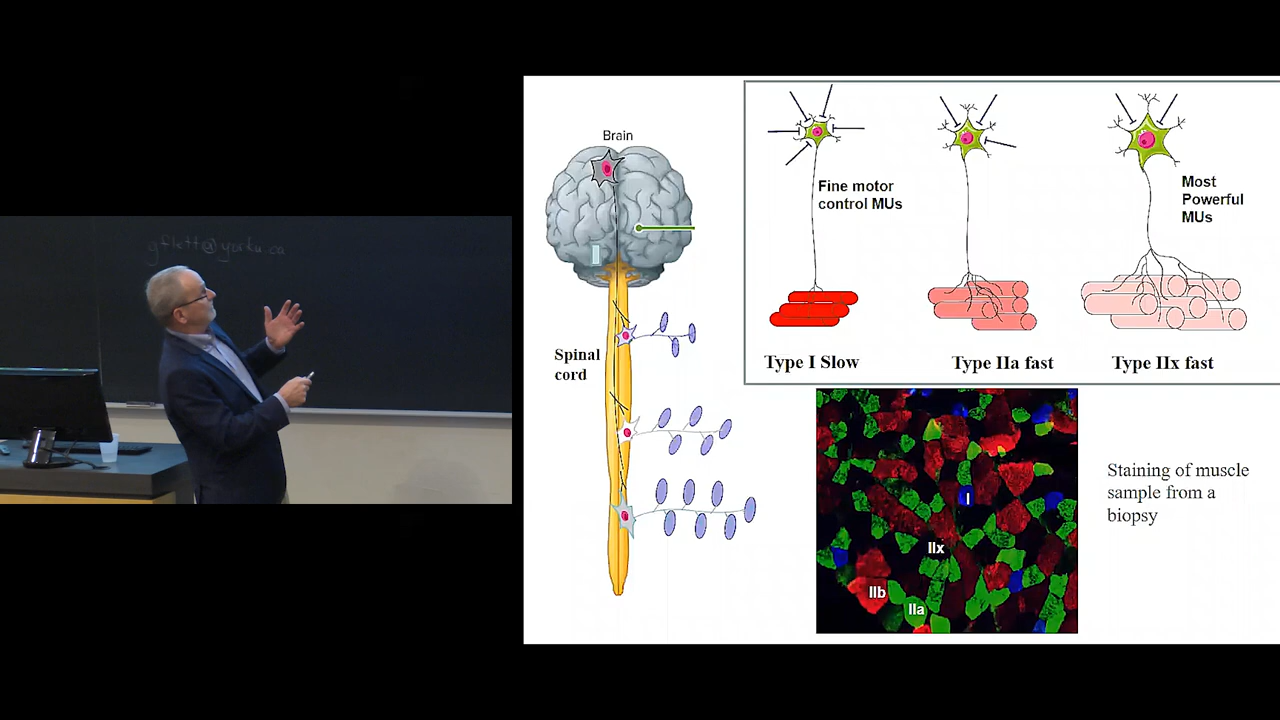 gflett@yorku.ca
Brain
Spinal
cord
Fine motor
control MUs
Most
Powerful
MUs
Type I Slow
Type IIa fast
Type IIx fast
I
IIx
IIb
IIa
Staining of muscle
sample from a
biopsy